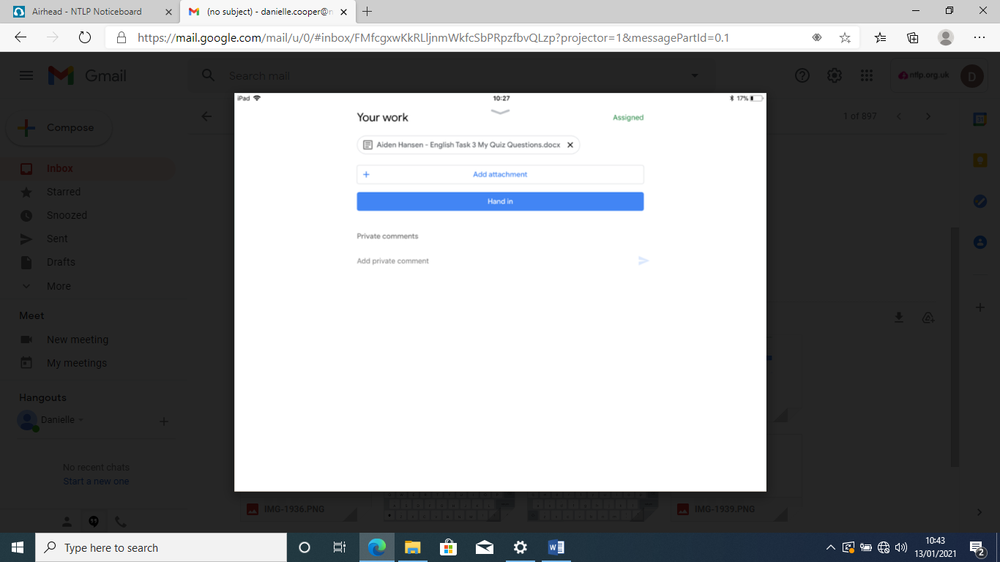 Airhead - NTLP Noticeboard
(no subject) - danielle.cooper@n
https://mail.google.com/mail/u/0/#inbox/FMfcgxwKkRLljnmWkfcSbPRpzfbvQLzp?projector=1&messagePartId=0.1
Gmail
Search mail
ntlp.org.uk
D
Compose
1 of 897
Inbox
Starred
Snoozed
Sent
Drafts
More
Meet
New meeting
My meetings
Hangouts
Danielle
No recent chats
Start a new one
iPad
10:27
17%
Your work
Assigned
Aiden Hansen - English Task 3 My Quiz Questions.docx
Add attachment
Hand in
Private comments
Add private comment
IMG-1936.PNG
IMG-1939.PNG
Type here to search
10:43
13/01/2021
2